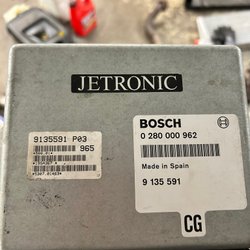 JETRONIC
9135591 P03
965
BOSCH
0 280 000 962
Made in Spain
9 135 591
CG